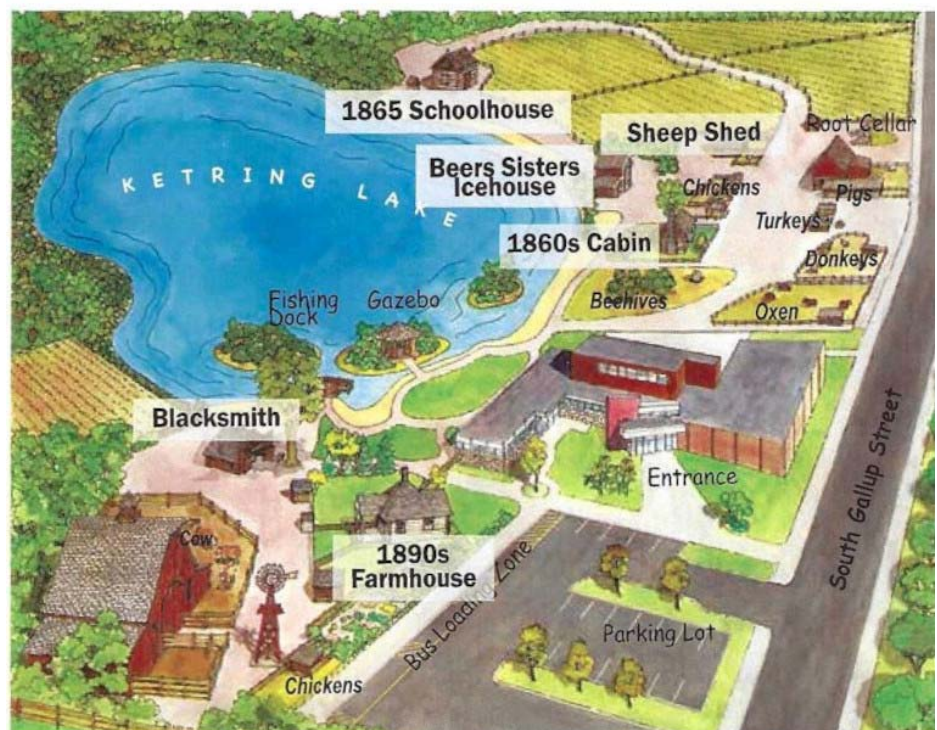 1865 Schoolhouse
Sheep Shed
Root Cellar
KETRING LAKE
Beers Sisters
Icehouse
Chickens
Pigs
Turkeys
1860s Cabin
Donkeys
Fishing
Dock
Gazebo
Beehives
Oxen
Blacksmith
South Gallup Street
Entrance
Cow
1890s
Farmhouse
Bus Loading Zone
Parking Lot
Chickens